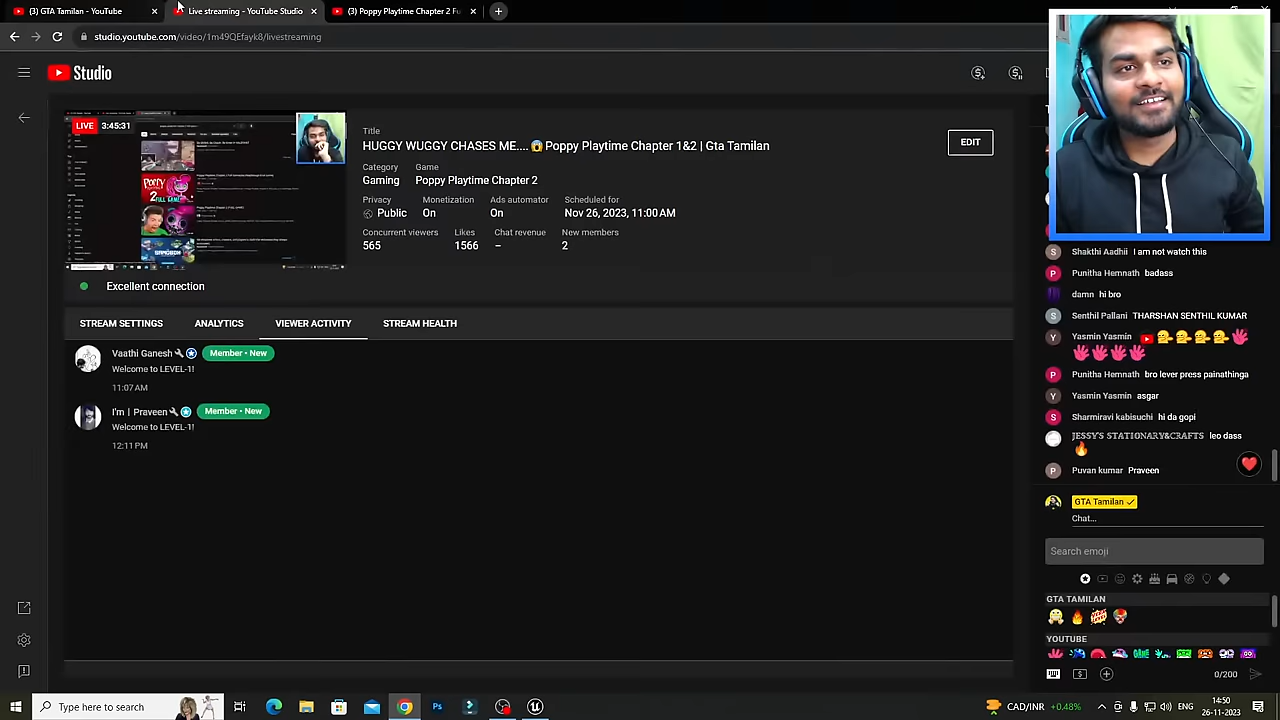 (3) GTA Tamilan - YouTube
Live streaming - YouTube Studio
(3) Poppy Playtime Chapter 2 Fu
studio.youtube.com/video/1m49QEfayk8/livestreaming
Studio
LIVE 3:45:31
Title
HUGGY WUGGY CHASES ME.... 😱Poppy Playtime Chapter 1&2 | Gta Tamilan
EDIT
Category Game
Gaming Poppy Playtime: Chapter 2
Privacy Monetization Ads automator Scheduled for
Public On On Nov 26, 2023, 11:00 AM
Concurrent viewers Likes Chat revenue New members
563 1566 – 2
Excellent connection
STREAM SETTINGS ANALYTICS VIEWER ACTIVITY STREAM HEALTH
Vaathi Ganesh Member • New
Welcome to LEVEL-1!
11:07 AM
I'm | Praveen Member • New
Welcome to LEVEL-1!
12:11 PM
Shakthi Aadhii I am not watch this
Punitha Hemnath badass
damn hi bro
Senthil Pallani THARSHAN SENTHIL KUMAR
Yasmin Yasmin
Punitha Hemnath bro lever press painathinga
Yasmin Yasmin asgar
Sharmiravi kabisuchi hi da gopi
JESSY'S STATIONARY&CRAFTS leo dass
🔥
Puvan kumar Praveen
GTA Tamilan
Chat...
Search emoji
GTA TAMILAN
YOUTUBE
0/200
Type here to search
CAD/INR +0.48%
ENG
14:50
26-11-2023